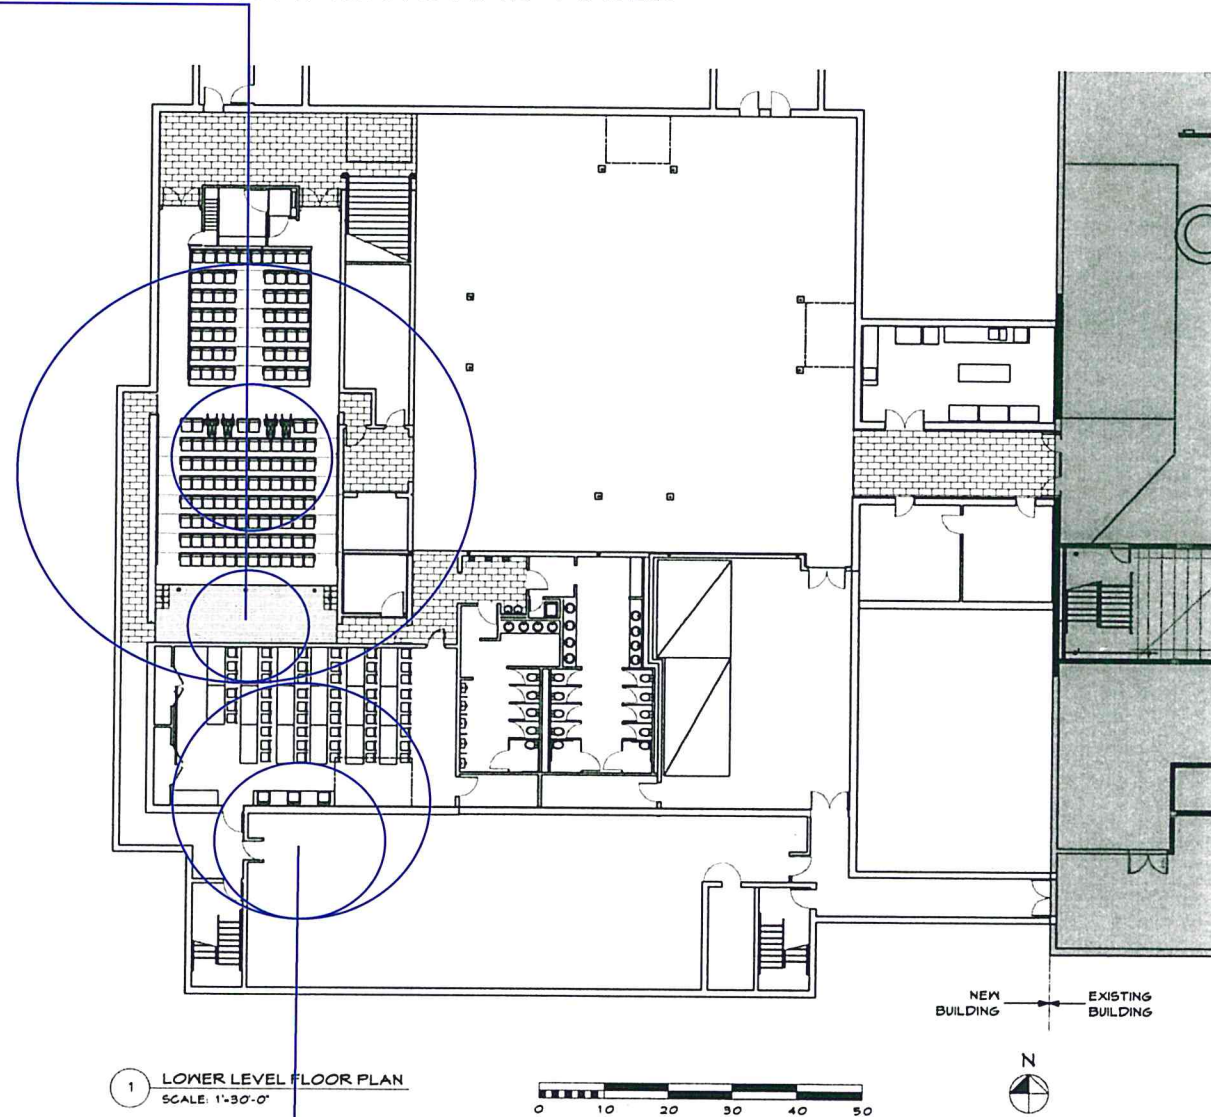 NEW
BUILDING
EXISTING
BUILDING
1
LOWER LEVEL FLOOR PLAN
SCALE: 1"=30'-0"
0 10 20 30 40 50
N